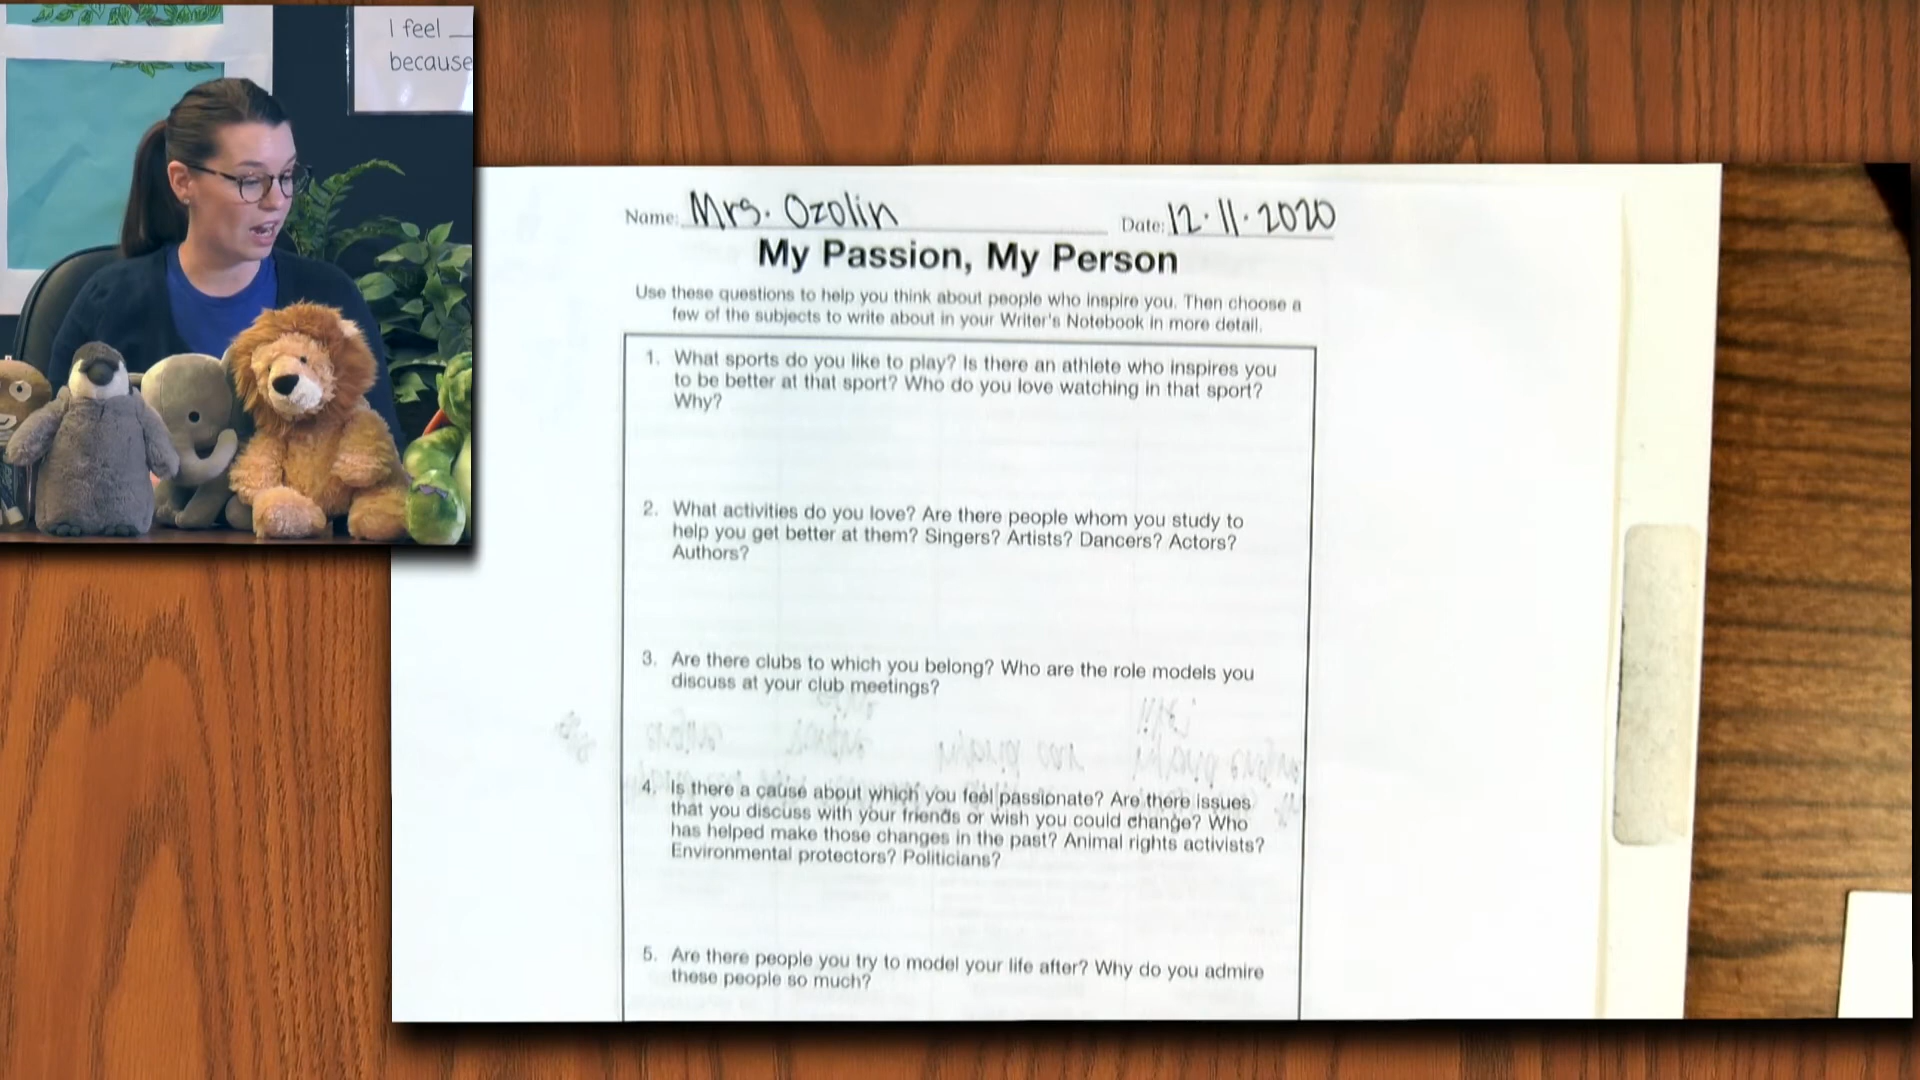 I feel
because
Name: Mrs. Ozolin Date: 12.11.2020
My Passion, My Person
Use these questions to help you think about people who inspire you. Then choose a
few of the subjects to write about in your Writer's Notebook in more detail.
1. What sports do you like to play? Is there an athlete who inspires you
to be better at that sport? Who do you love watching in that sport?
Why?
2. What activities do you love? Are there people whom you study to
help you get better at them? Singers? Artists? Dancers? Actors?
Authors?
3. Are there clubs to which you belong? Who are the role models you
discuss at your club meetings?
4. Is there a cause about which you feel passionate? Are there issues
that you discuss with your friends or wish you could change? Who
has helped make those changes in the past? Animal rights activists?
Environmental protectors? Politicians?
5. Are there people you try to model your life after? Why do you admire
these people so much?